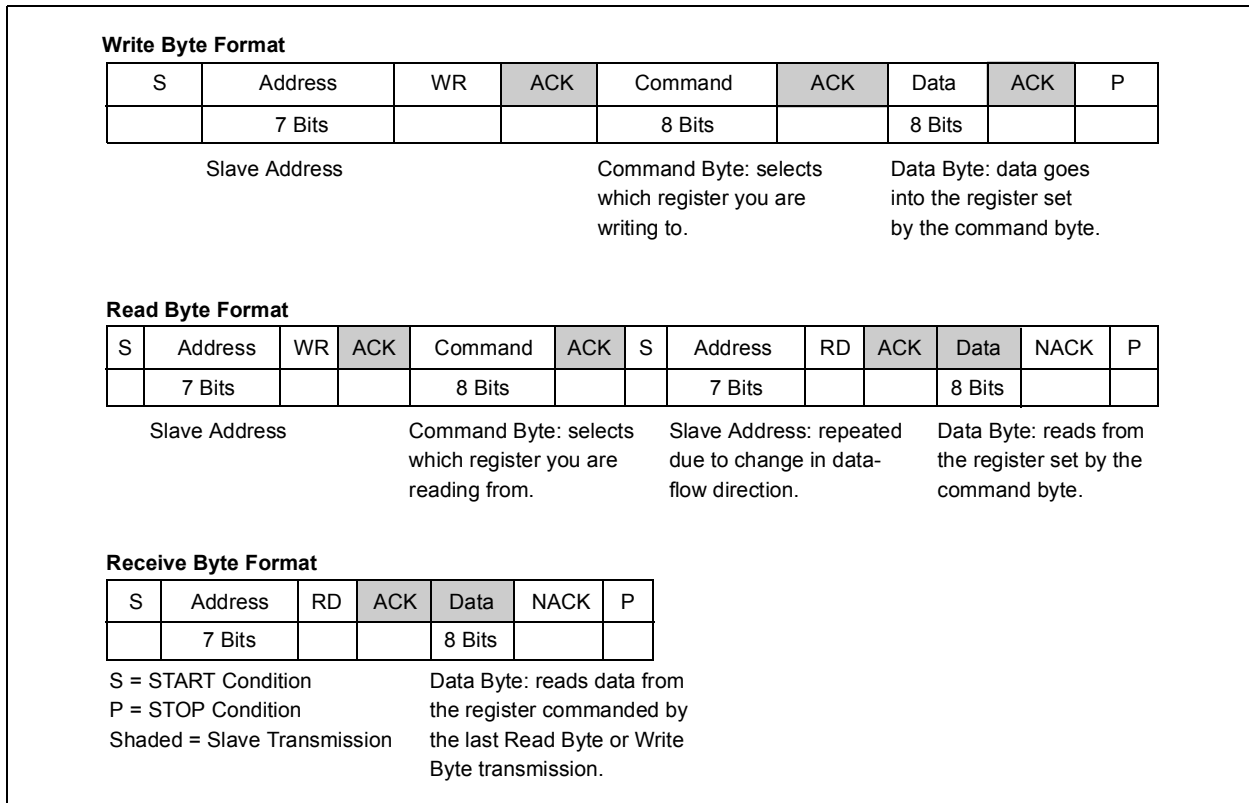 Write Byte Format
S Address WR ACK Command ACK Data ACK P
7 Bits 8 Bits 8 Bits
Slave Address
Command Byte: selects
which register you are
writing to.
Data Byte: data goes
into the register set
by the command byte.
Read Byte Format
S Address WR ACK Command ACK S Address RD ACK Data NACK P
7 Bits 8 Bits 7 Bits 8 Bits
Slave Address
Command Byte: selects
which register you are
reading from.
Slave Address: repeated
due to change in data-
flow direction.
Data Byte: reads from
the register set by the
command byte.
Receive Byte Format
S Address RD ACK Data NACK P
7 Bits 8 Bits
S = START Condition
P = STOP Condition
Shaded = Slave Transmission
Data Byte: reads data from
the register commanded by
the last Read Byte or Write
Byte transmission.